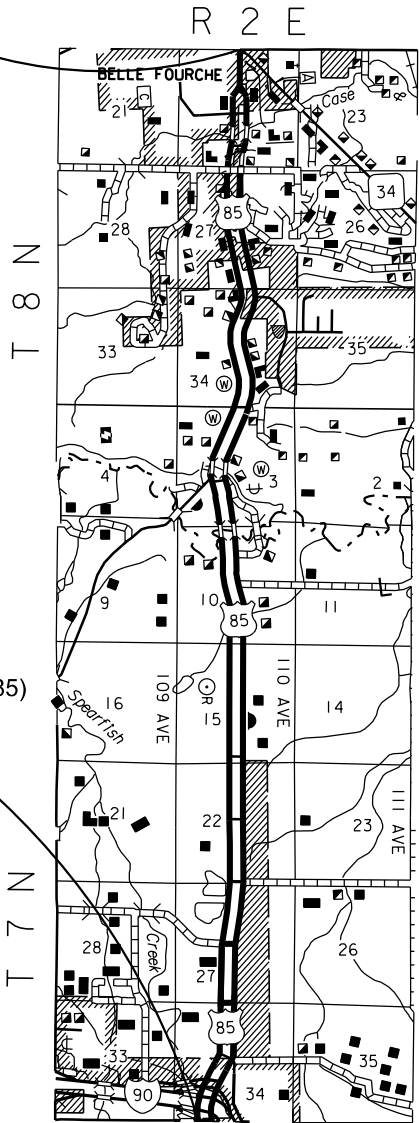 R 2 E
BELLE FOURCHE
21
C
A
Case
23
34
85
28
27
26
T 8 N
33
34
35
W
W
W
4
3
2
9
10
11
85
16
109 AVE
R
15
110 AVE
14
85)
Spearfish
21
22
23
111 AVE
T 7 N
28
Creek
27
26
85
33
35
90
34